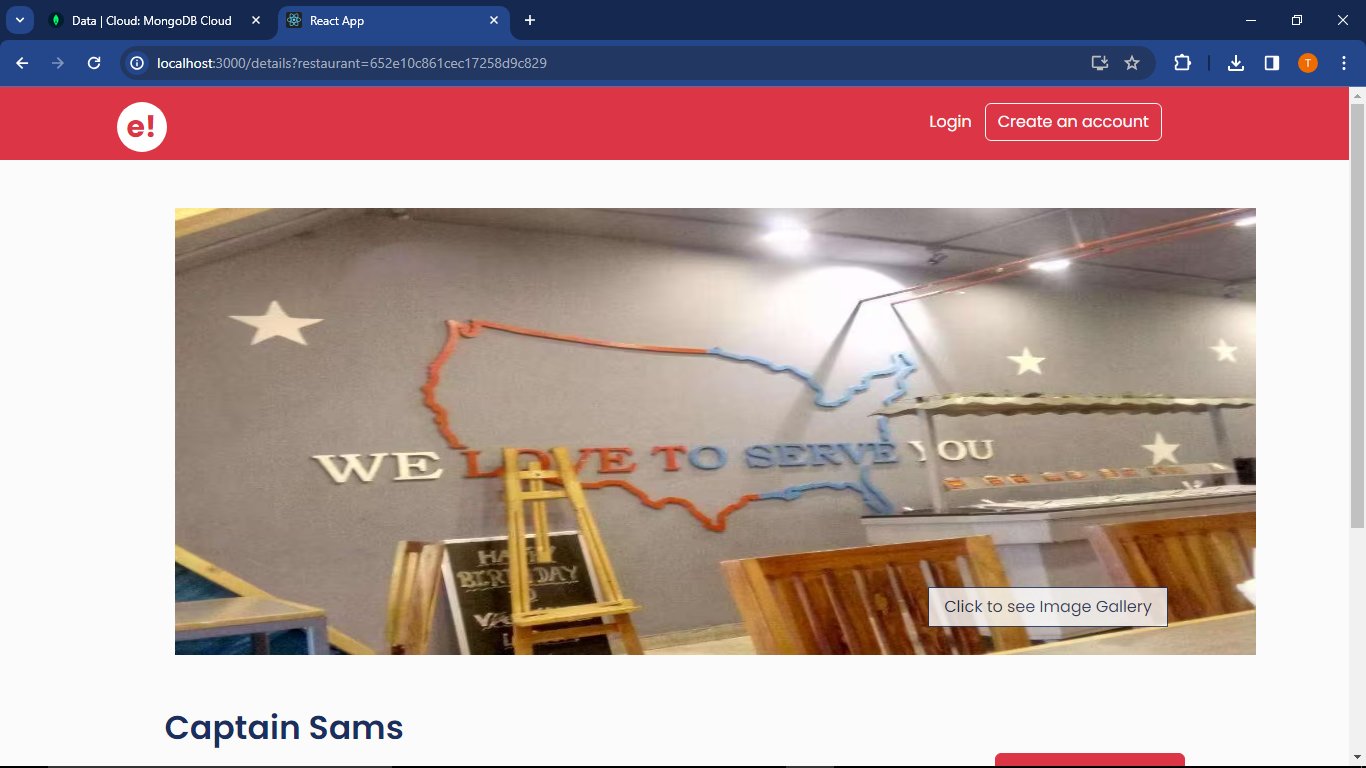 Data | Cloud: MongoDB Cloud
React App
localhost:3000/details?restaurant=652e10c861cec17258d9c829
T
e!
Login
Create an account
WE LOVE TO SERVE YOU
HAPPY
BIRTHDAY
Click to see Image Gallery
Captain Sams